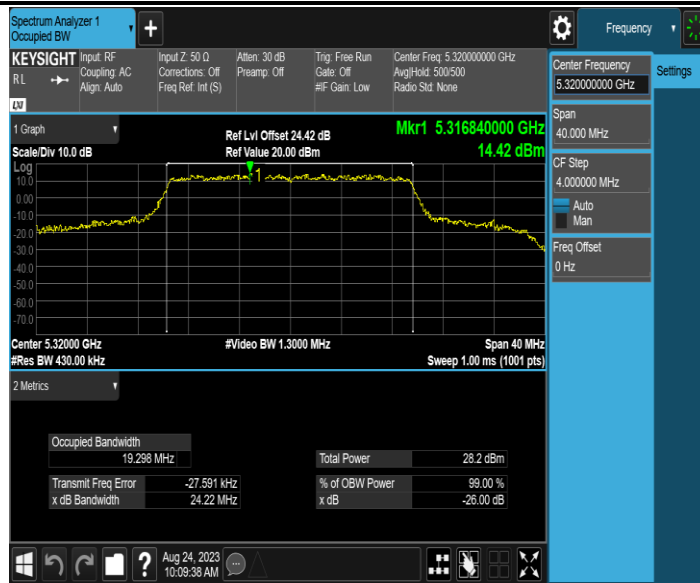 Spectrum Analyzer 1
Occupied BW
+
Frequency
KEYSIGHT
RL
LXI
Input: RF
Coupling: AC
Align: Auto
Input Z: 50 Ω
Corrections: Off
Freq Ref: Int (S)
Atten: 30 dB
Preamp: Off
Trig: Free Run
Gate: Off
#IF Gain: Low
Center Freq: 5.320000000 GHz
Avg|Hold: 500/500
Radio Std: None
Center Frequency
5.320000000 GHz
Settings
Span
40.000 MHz
CF Step
4.000000 MHz
Auto
Man
Freq Offset
0 Hz
1 Graph
Scale/Div 10.0 dB
Ref Lvl Offset 24.42 dB
Ref Value 20.00 dBm
Mkr1 5.316840000 GHz
14.42 dBm
Log
10.0
0.00
-10.0
-20.0
-30.0
-40.0
-50.0
-60.0
-70.0
1
Center 5.32000 GHz
#Video BW 1.3000 MHz
Span 40 MHz
#Res BW 430.00 kHz
Sweep 1.00 ms (1001 pts)
2 Metrics
Occupied Bandwidth
19.298 MHz
Total Power 28.2 dBm
Transmit Freq Error -27.591 kHz
% of OBW Power 99.00 %
x dB Bandwidth 24.22 MHz
x dB -26.00 dB
?
Aug 24, 2023
10:09:38 AM